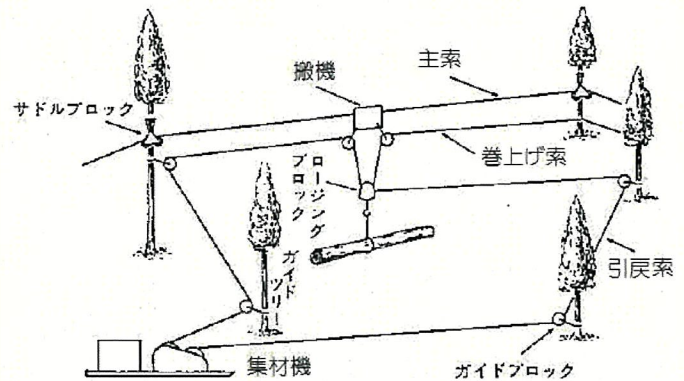 搬機
主索
サドルブロック
巻上げ索
ロージング
ブロック
ガイド
ツリー
引戻索
集材機
ガイドブロック